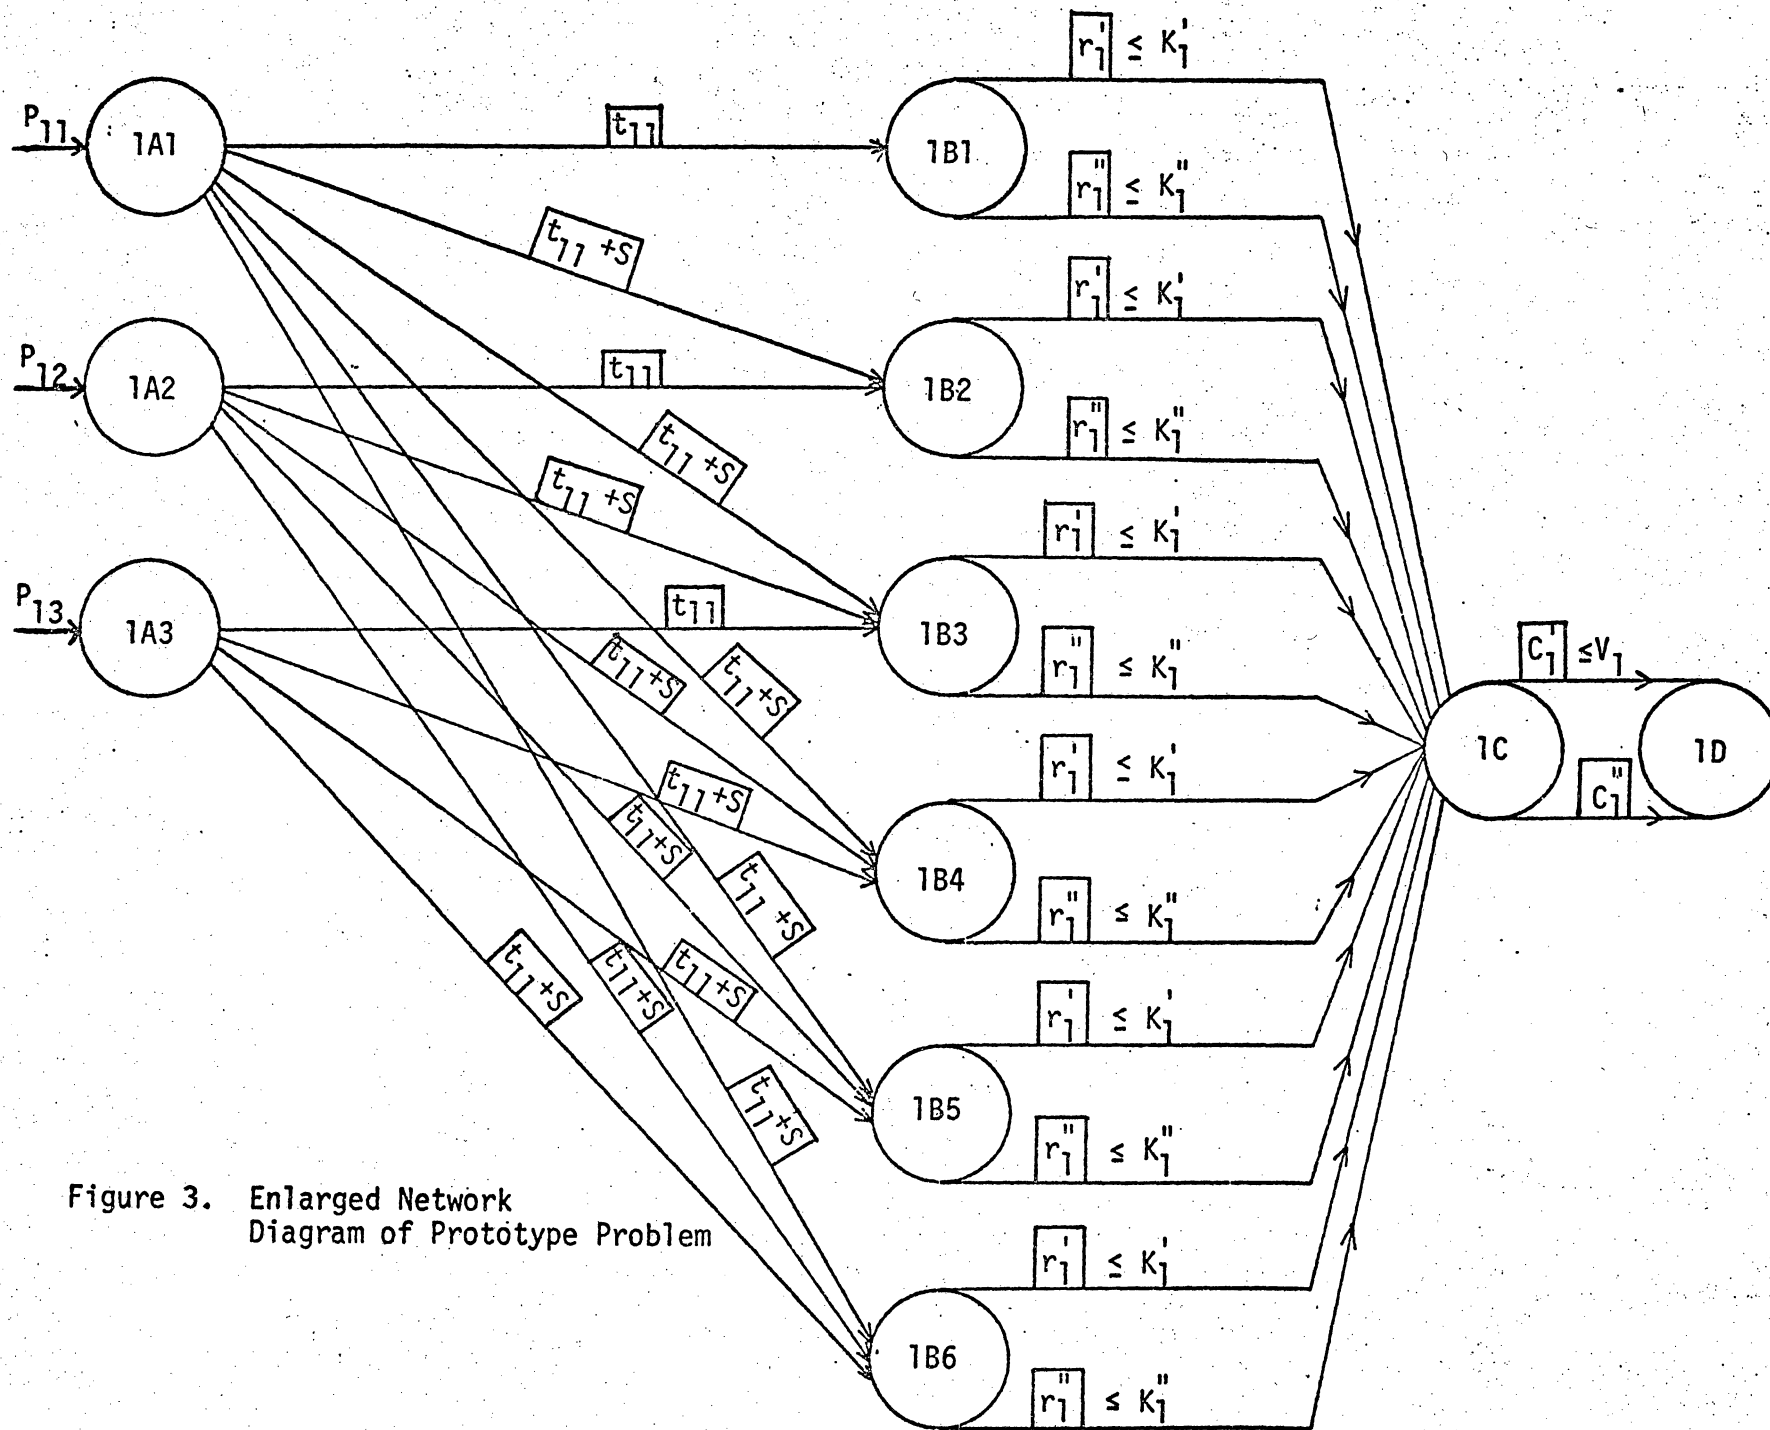 r₁' ≤ K₁'
P₁₁
1A1
t₁₁
1B1
r₁" ≤ K₁"
t₁₁ +S
r₁' ≤ K₁'
P₁₂
1A2
t₁₁
1B2
r₁" ≤ K₁"
t₁₁ +S
t₁₁ +S
r₁' ≤ K₁'
P₁₃
1A3
t₁₁
1B3
r₁" ≤ K₁"
t₁₁+S
t₁₁+S
C₁' ≤V₁
1C
1D
C₁"
r₁' ≤ K₁'
t₁₁+S
t₁₁+S
1B4
r₁" ≤ K₁"
t₁₁ +S
t₁₁+S
t₁₁+S
t₁₁+S
r₁' ≤ K₁'
1B5
t₁₁+S
r₁" ≤ K₁"
Figure 3. Enlarged Network
Diagram of Prototype Problem
r₁' ≤ K₁'
1B6
r₁" ≤ K₁"